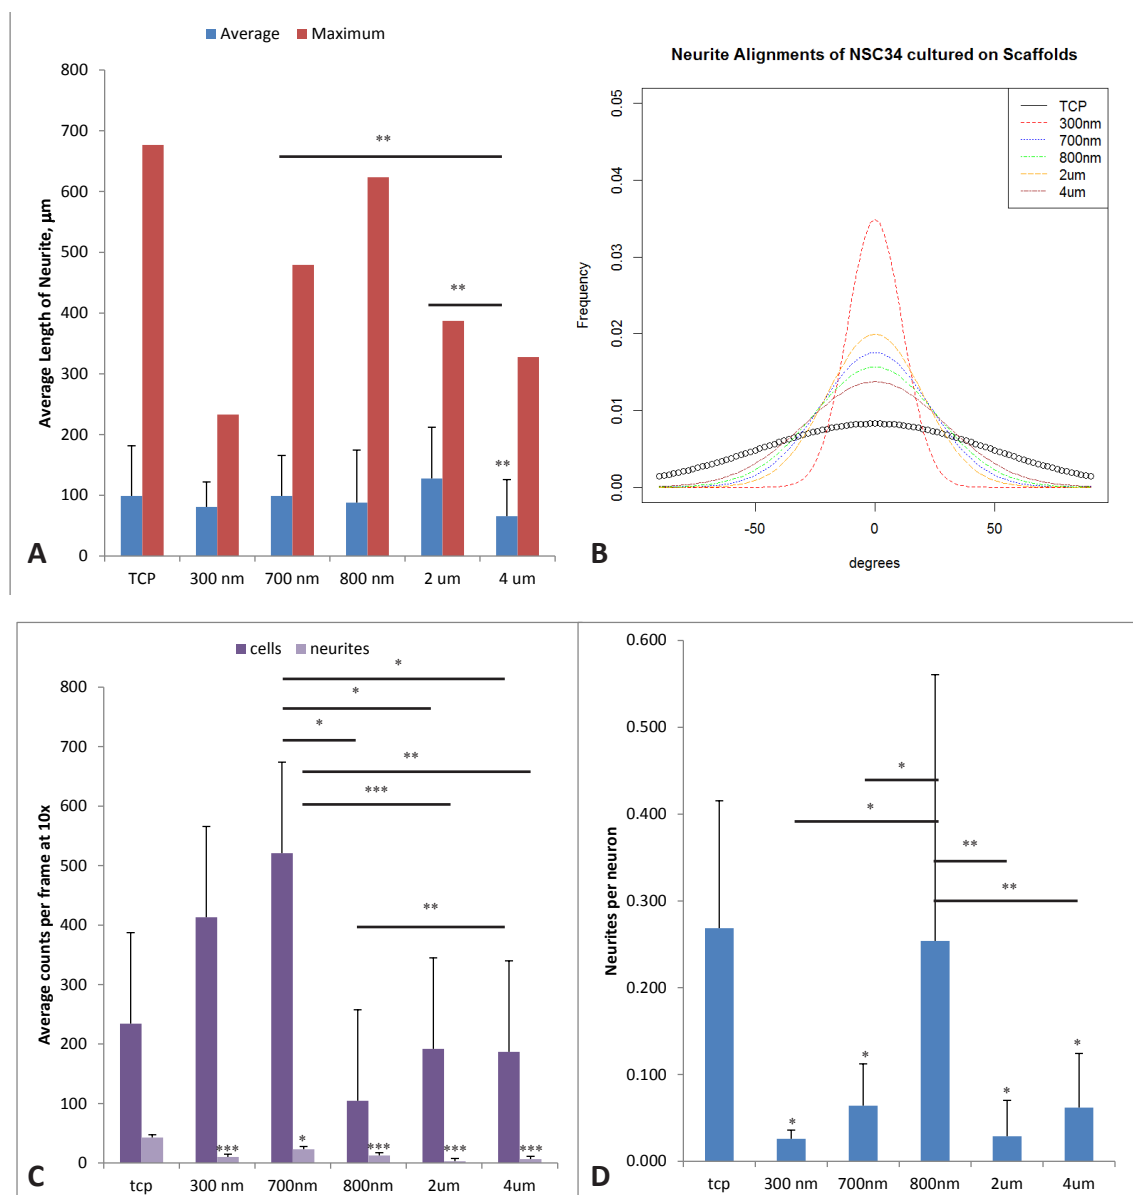 Average Maximum
800
700
600
500
400
300
200
100
0
Average Length of Neurite, µm
**
**
**
TCP 300 nm 700 nm 800 nm 2 um 4 um
A
Neurite Alignments of NSC34 cultured on Scaffolds
TCP
300nm
700nm
800nm
2um
4um
0.05
0.04
0.03
0.02
0.01
0.00
Frequency
-50 0 50
degrees
B
cells neurites
800
700
600
500
400
300
200
100
0
Average counts per frame at 10x
*
*
*
**
***
**
*** * *** *** ***
tcp 300 nm 700nm 800nm 2um 4um
C
0.600
0.500
0.400
0.300
0.200
0.100
0.000
Neurites per neuron
*
*
**
**
* * * *
tcp 300 nm 700nm 800nm 2um 4um
D